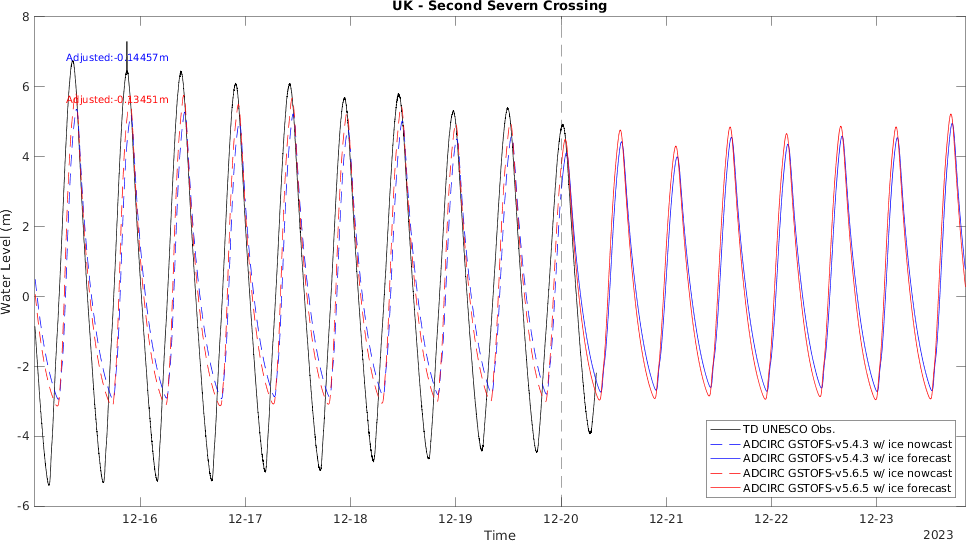 UK - Second Severn Crossing
8
6
4
2
0
-2
-4
-6
Water Level (m)
Adjusted:-0.14457m
Adjusted:-0.13451m
TD UNESCO Obs.
ADCIRC GSTOFS-v5.4.3 w/ ice nowcast
ADCIRC GSTOFS-v5.4.3 w/ ice forecast
ADCIRC GSTOFS-v5.6.5 w/ ice nowcast
ADCIRC GSTOFS-v5.6.5 w/ ice forecast
12-16 12-17 12-18 12-19 12-20 12-21 12-22 12-23
Time
2023